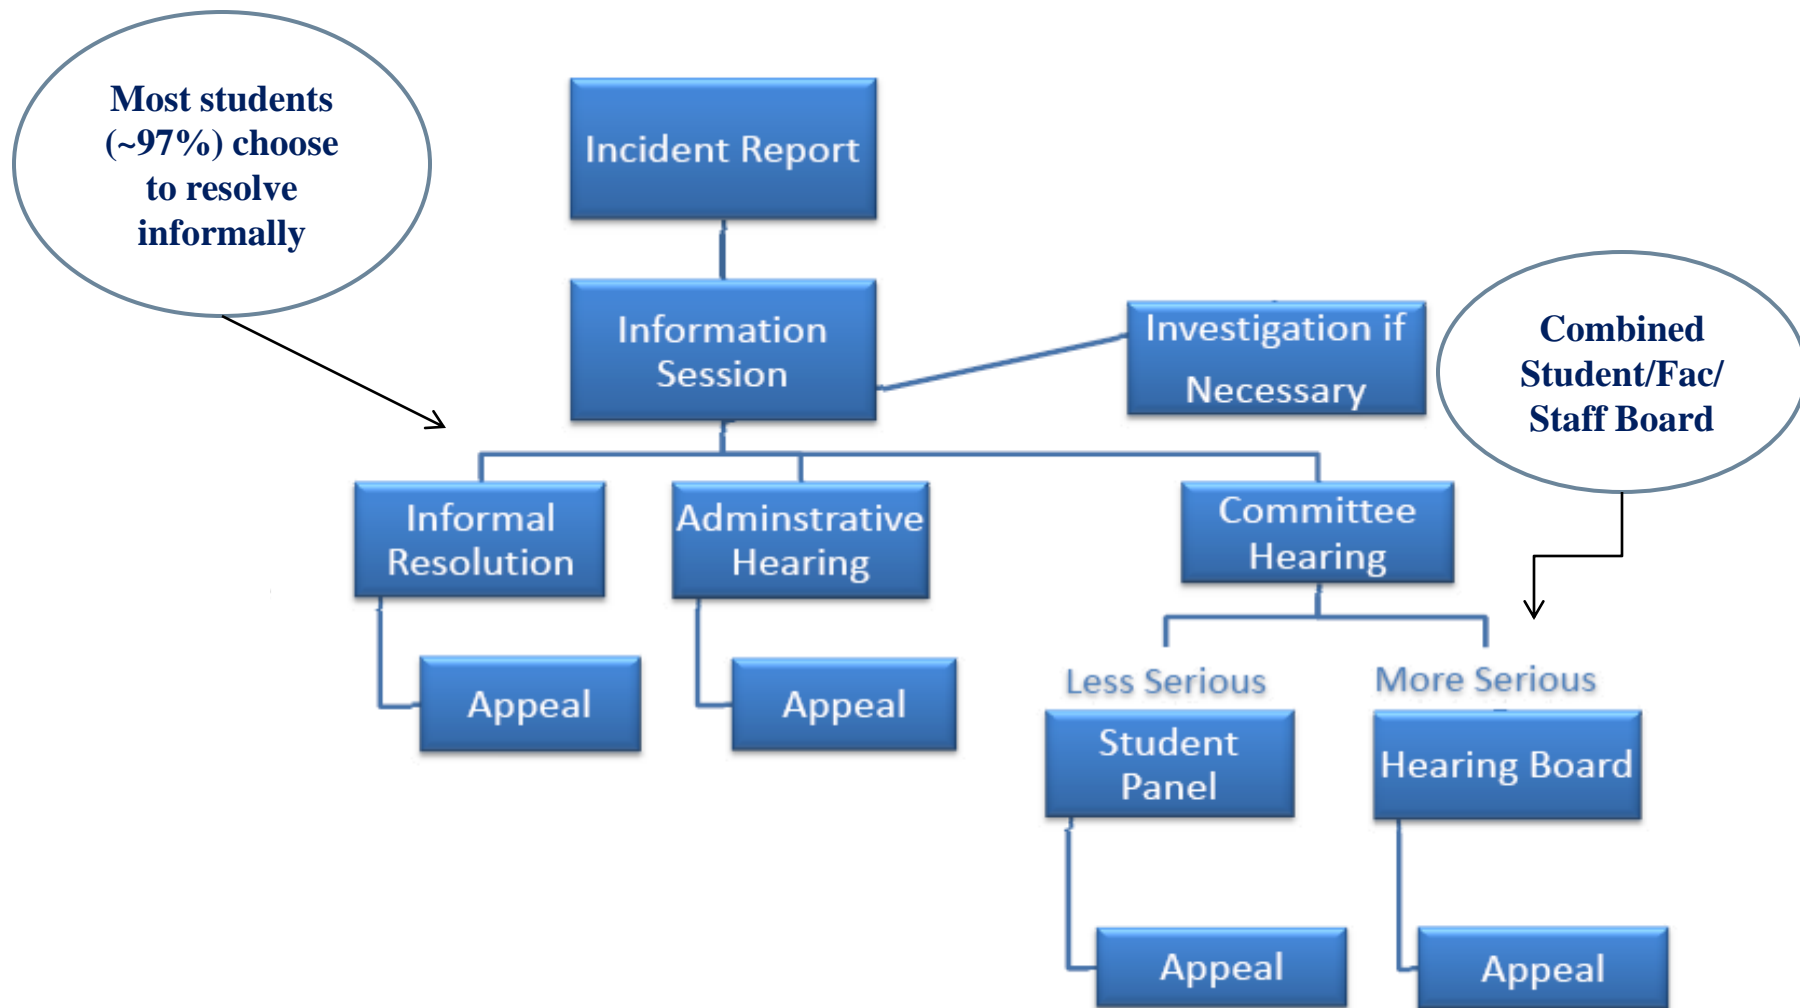 Most students
(~97%) choose
to resolve
informally
Incident Report
Information
Session
Investigation if
Necessary
Combined
Student/Fac/
Staff Board
Informal
Resolution
Adminstrative
Hearing
Committee
Hearing
Appeal
Appeal
Less Serious
More Serious
Student
Panel
Hearing Board
Appeal
Appeal